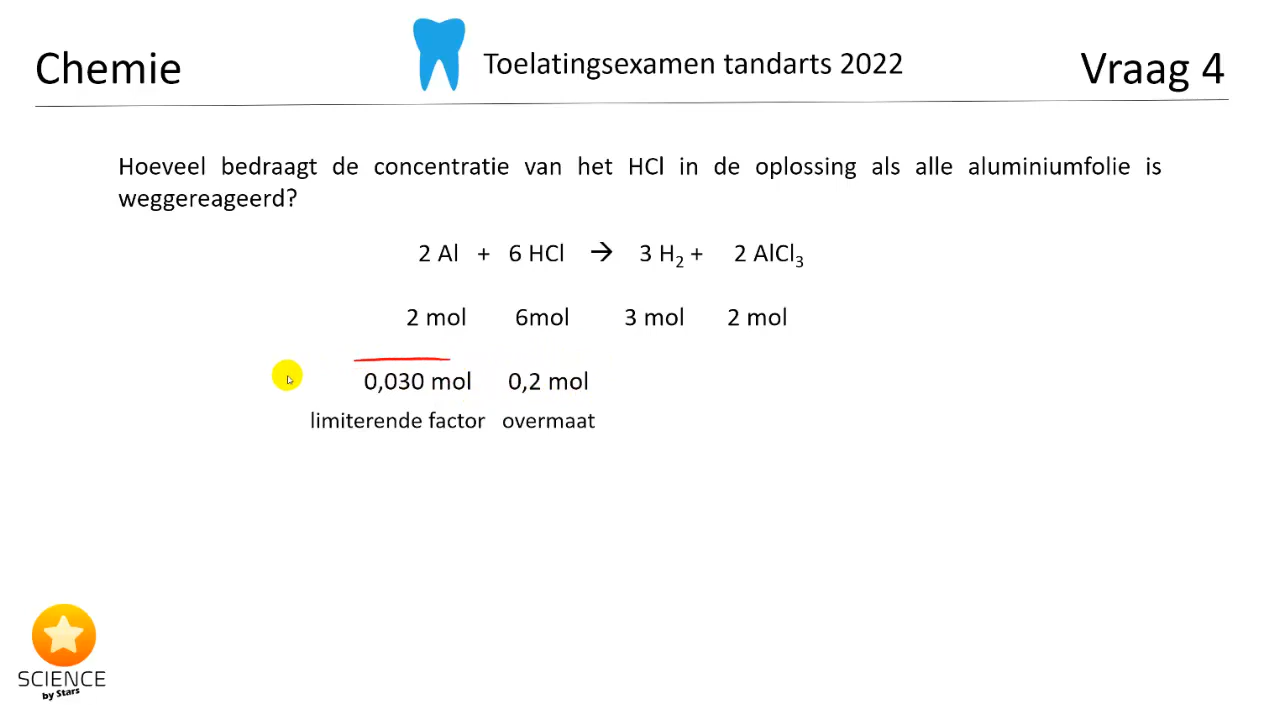 Chemie
Toelatingsexamen tandarts 2022
Vraag 4
Hoeveel bedraagt de concentratie van het HCl in de oplossing als alle aluminiumfolie is
weggereageerd?
2 Al + 6 HCl → 3 H₂ + 2 AlCl₃
2 mol 6mol 3 mol 2 mol
0,030 mol 0,2 mol
limiterende factor overmaat
SCIENCE
by Stars